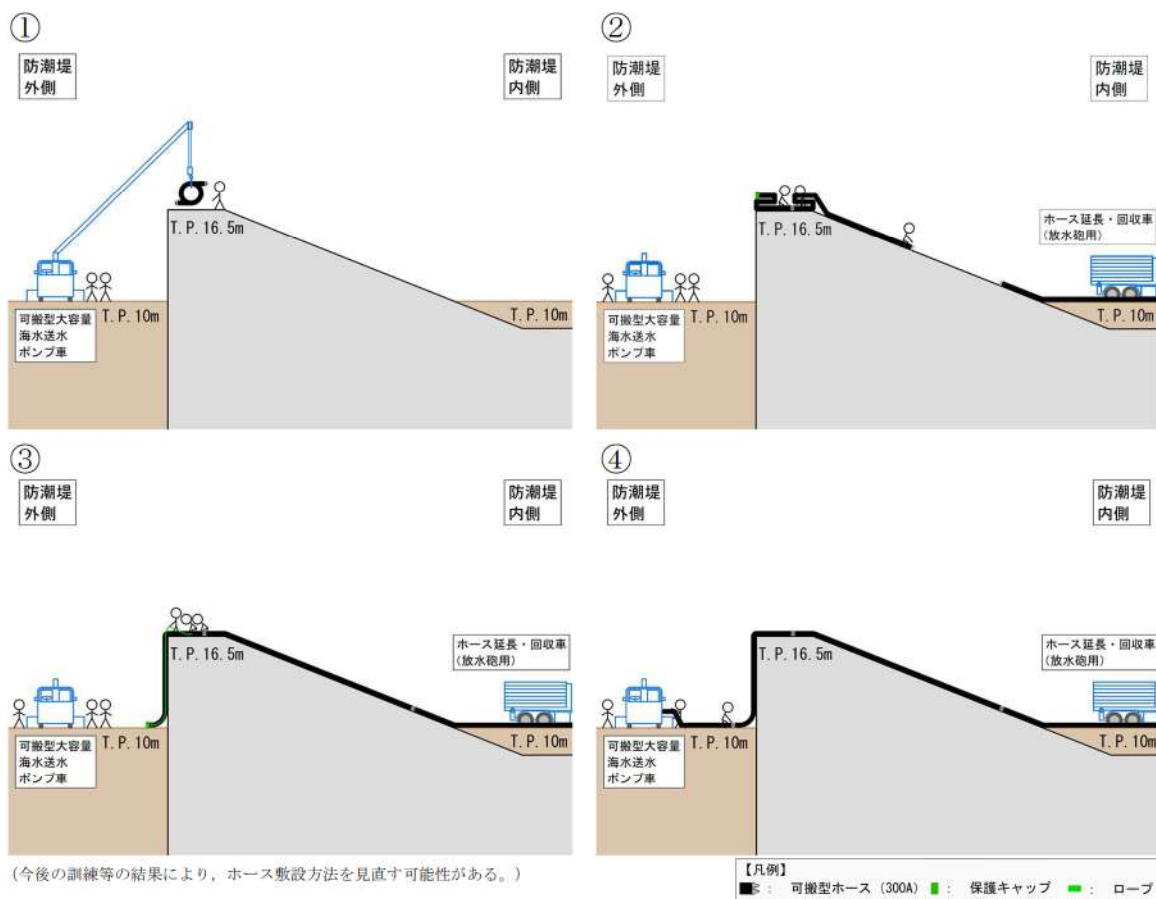 ①
防潮堤
外側
防潮堤
内側
T.P.16.5m
可搬型大容量
海水送水
ポンプ車
T.P.10m
T.P.10m
②
防潮堤
外側
防潮堤
内側
T.P.16.5m
ホース延長・回収車
(放水砲用)
可搬型大容量
海水送水
ポンプ車
T.P.10m
T.P.10m
③
防潮堤
外側
防潮堤
内側
T.P.16.5m
ホース延長・回収車
(放水砲用)
可搬型大容量
海水送水
ポンプ車
T.P.10m
T.P.10m
④
防潮堤
外側
防潮堤
内側
T.P.16.5m
ホース延長・回収車
(放水砲用)
可搬型大容量
海水送水
ポンプ車
T.P.10m
T.P.10m
(今後の訓練等の結果により，ホース敷設方法を見直す可能性がある。)
【凡例】
： 可搬型ホース (300A) ： 保護キャップ ： ロープ